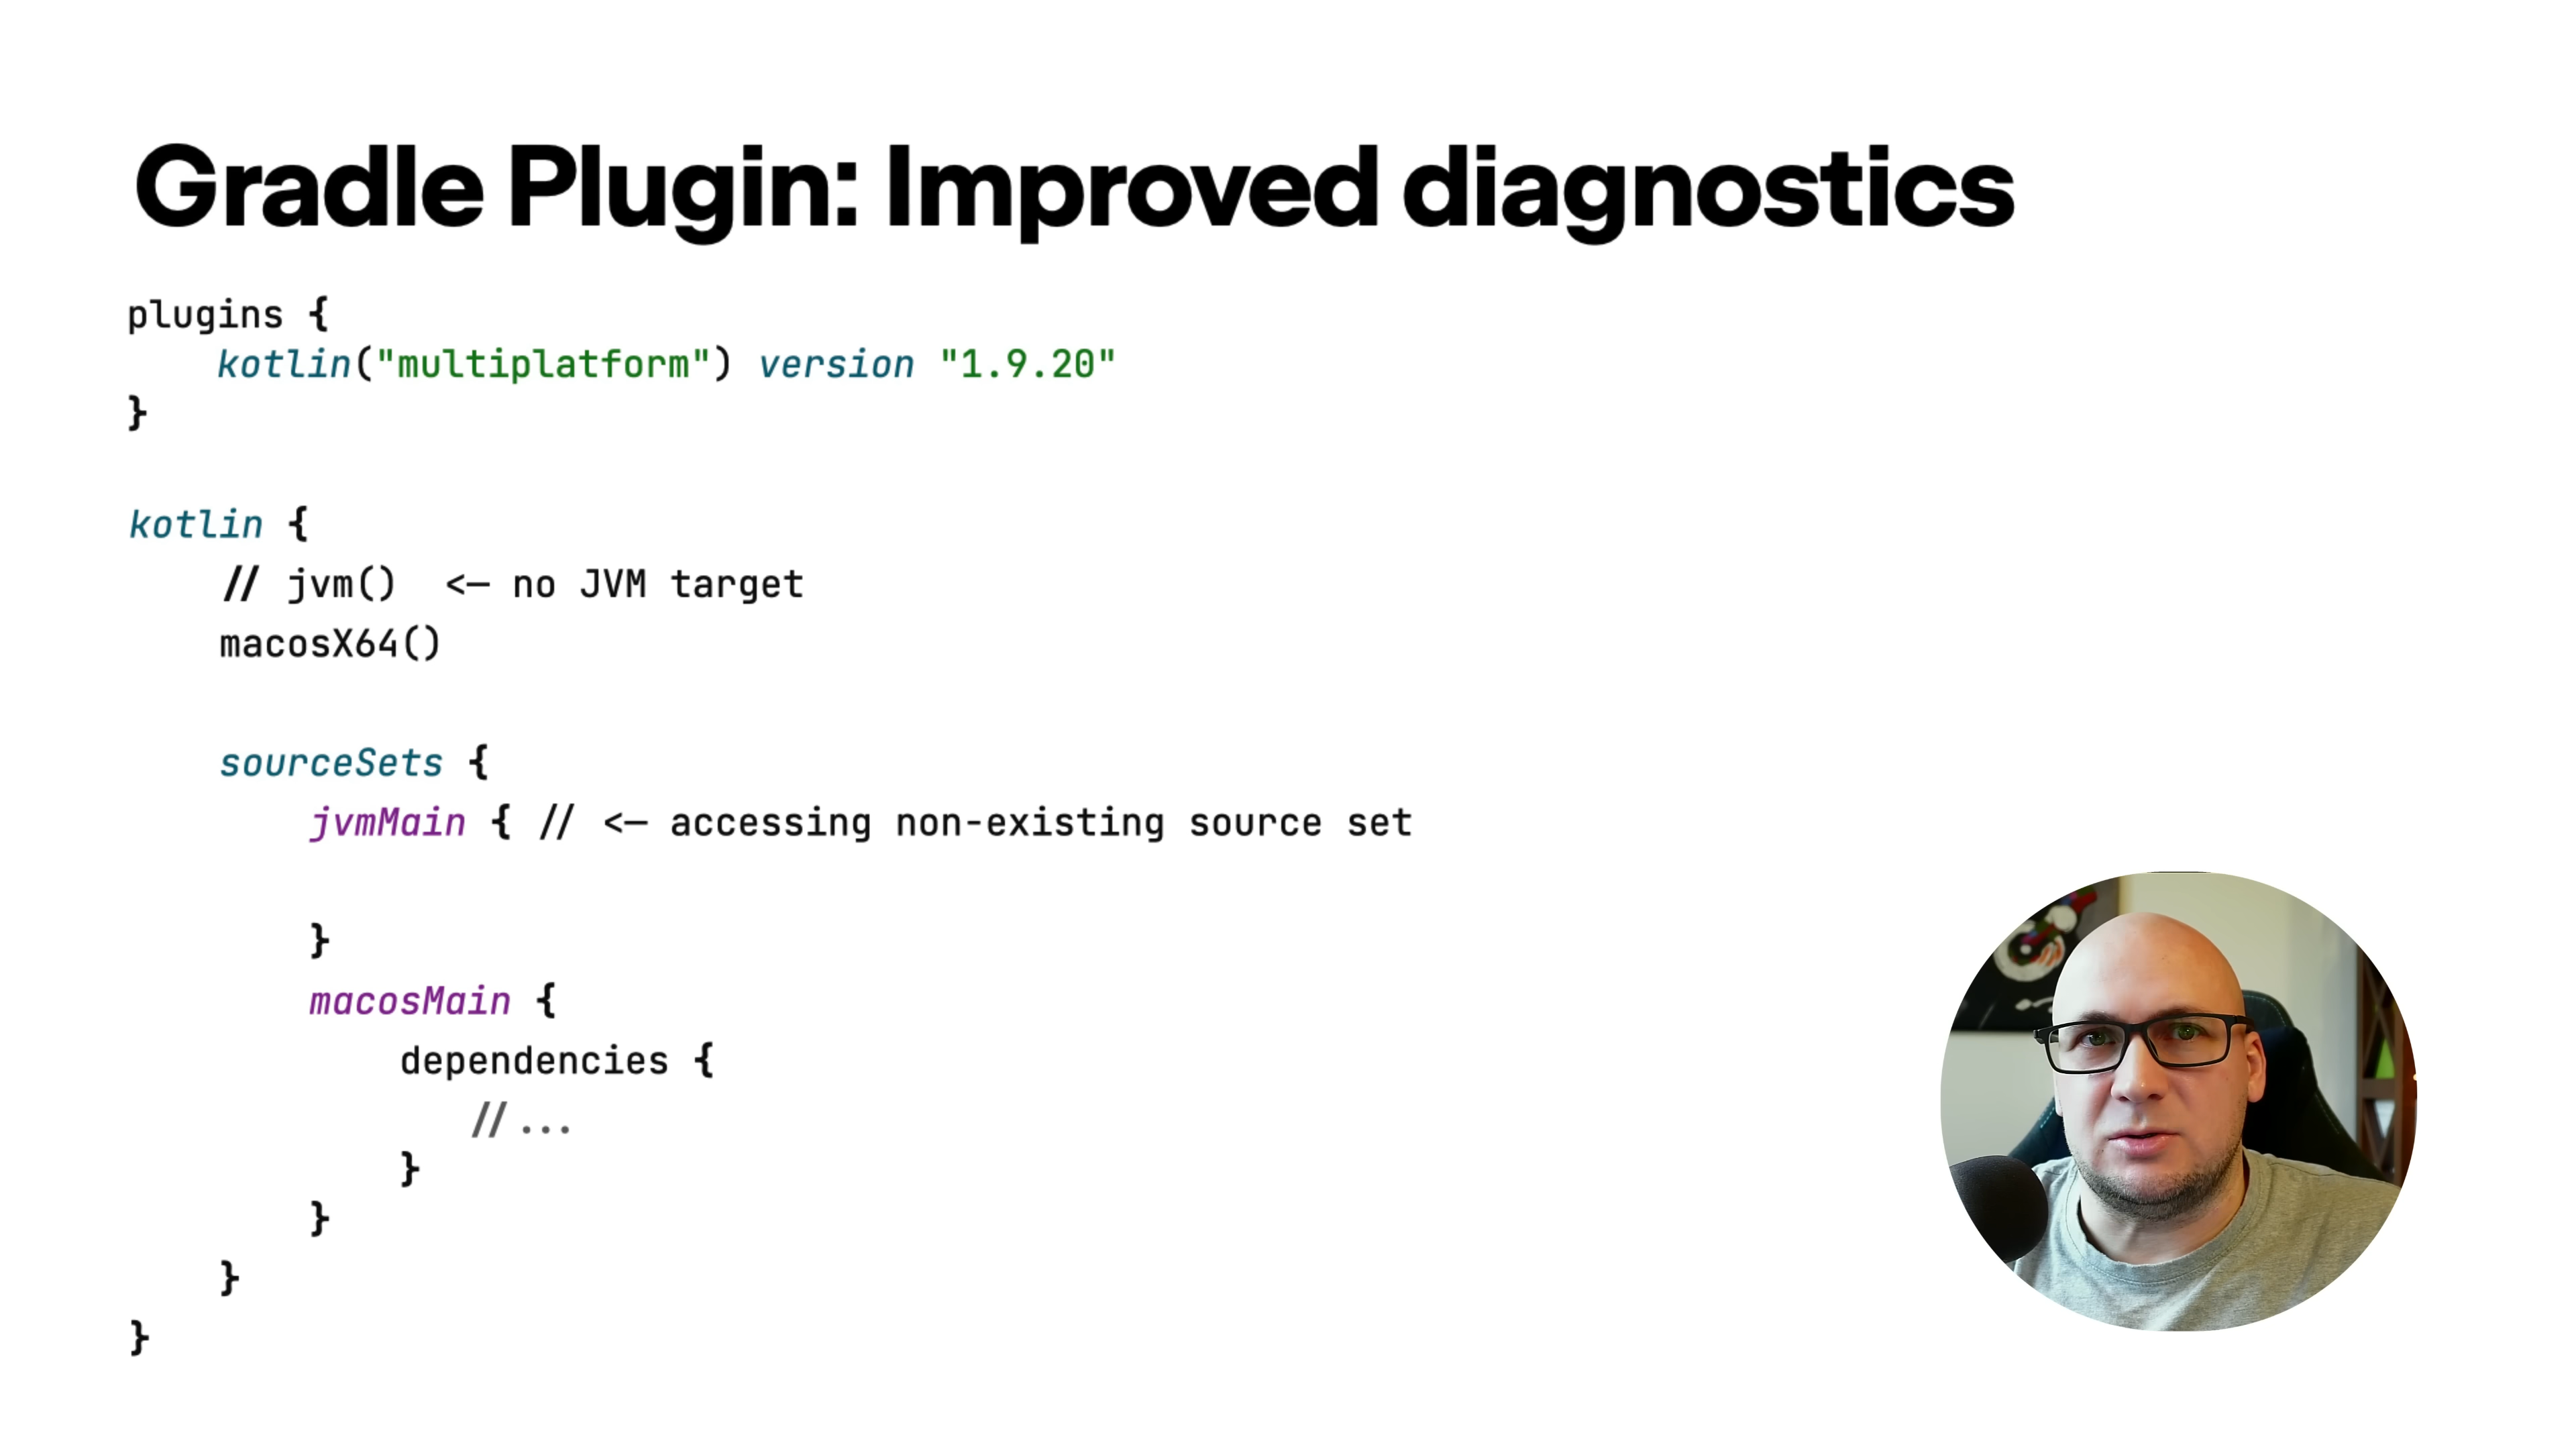 Gradle Plugin: Improved diagnostics
plugins {
kotlin("multiplatform") version "1.9.20"
}
kotlin {
// jvm() <— no JVM target
macosX64()
sourceSets {
jvmMain { // <— accessing non-existing source set
}
macosMain {
dependencies {
//...
}
}
}
}